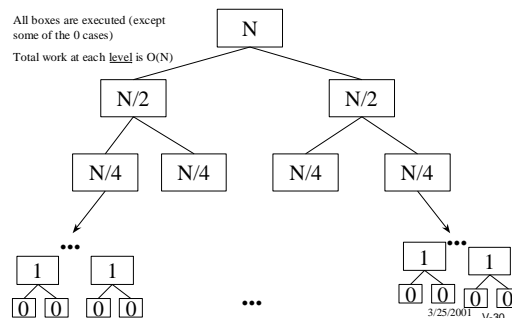 All boxes are executed (except
some of the 0 cases)
Total work at each level is O(N)
N
N/2 N/2
N/4 N/4 N/4 N/4
••• •••
1 1 1 1
0 0 0 0 ••• 0 0 0 0
3/25/2001 V-30